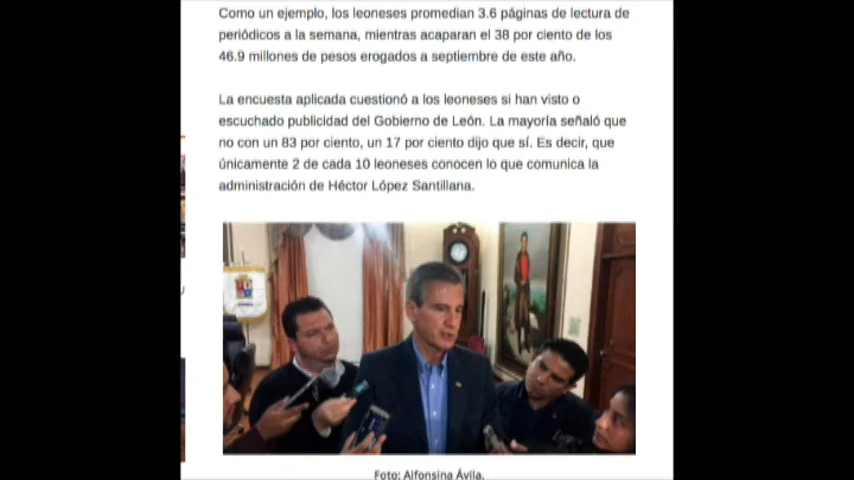 Como un ejemplo, los leoneses promedian 3.6 páginas de lectura de
periódicos a la semana, mientras acaparan el 38 por ciento de los
46.9 millones de pesos erogados a septiembre de este año.
La encuesta aplicada cuestionó a los leoneses si han visto o
escuchado publicidad del Gobierno de León. La mayoría señaló que
no con un 83 por ciento, un 17 por ciento dijo que sí. Es decir, que
únicamente 2 de cada 10 leoneses conocen lo que comunica la
administración de Héctor López Santillana.
Foto: Alfonsina Ávila.